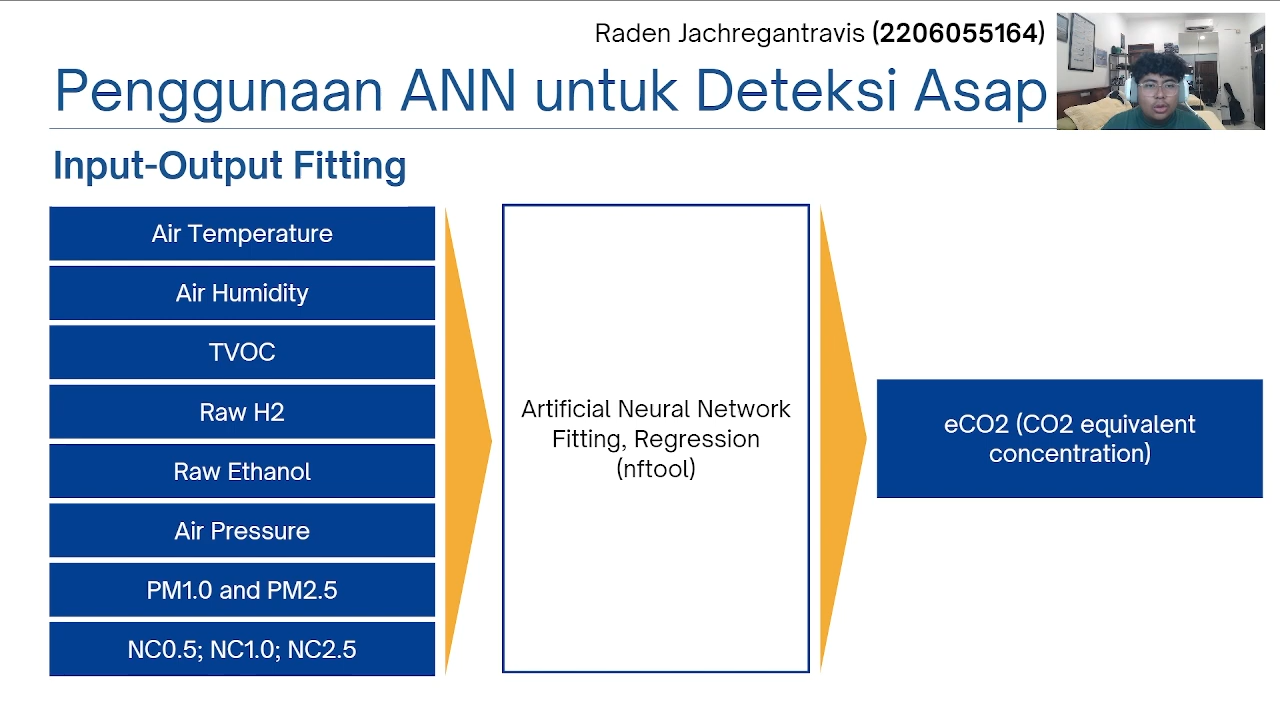 Raden Jachregantravis (2206055164)
Penggunaan ANN untuk Deteksi Asap
Input-Output Fitting
Air Temperature
Air Humidity
TVOC
Raw H2
Raw Ethanol
Air Pressure
PM1.0 and PM2.5
NC0.5; NC1.0; NC2.5
Artificial Neural Network
Fitting, Regression
(nftool)
eCO2 (CO2 equivalent
concentration)